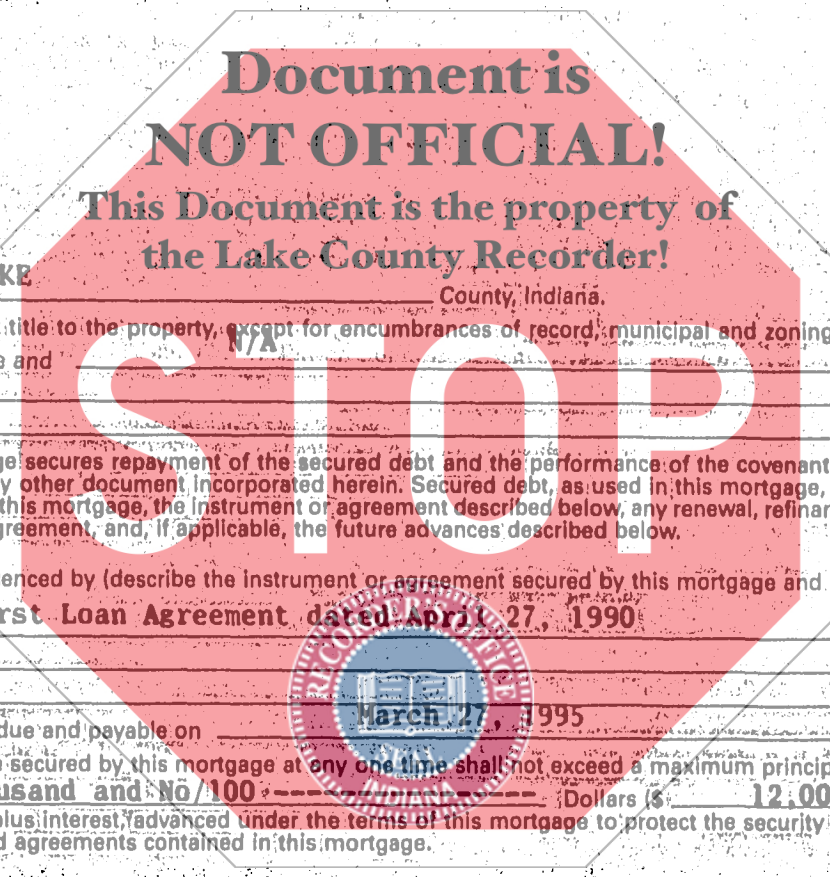 Document is
NOT OFFICIAL!
This Document is the property of
the Lake County Recorder!
KE
County, Indiana.
title to the property, except for encumbrances of record, municipal and zoning
N/A
and
STOP
ge secures repayment of the secured debt and the performance of the covenant
y other document incorporated herein. Secured debt, as used in this mortgage,
this mortgage, the instrument or agreement described below, any renewal, refinan
greement, and, if applicable, the future advances described below.
enced by (describe the instrument or agreement secured by this mortgage and
rst Loan Agreement dated April 27, 1990
RECORDER'S OFFICE
March 27, 1995
due and payable on
secured by this mortgage at any one time shall not exceed a maximum princip
usand and No/100 ---------------------- Dollars ($ 12,00
INDIANA
plus interest, advanced under the terms of this mortgage to protect the security
d agreements contained in this mortgage.